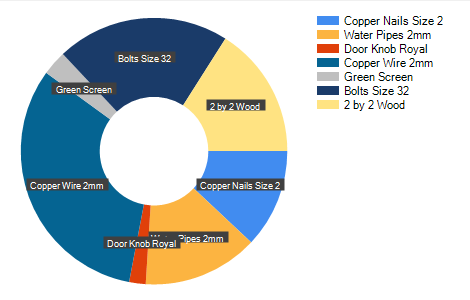 Copper Nails Size 2
Water Pipes 2mm
Door Knob Royal
Copper Wire 2mm
Green Screen
Bolts Size 32
2 by 2 Wood
Bolts Size 32
Green Screen
2 by 2 Wood
Copper Wire 2mm
Copper Nails Size 2
Water Pipes 2mm
Door Knob Royal